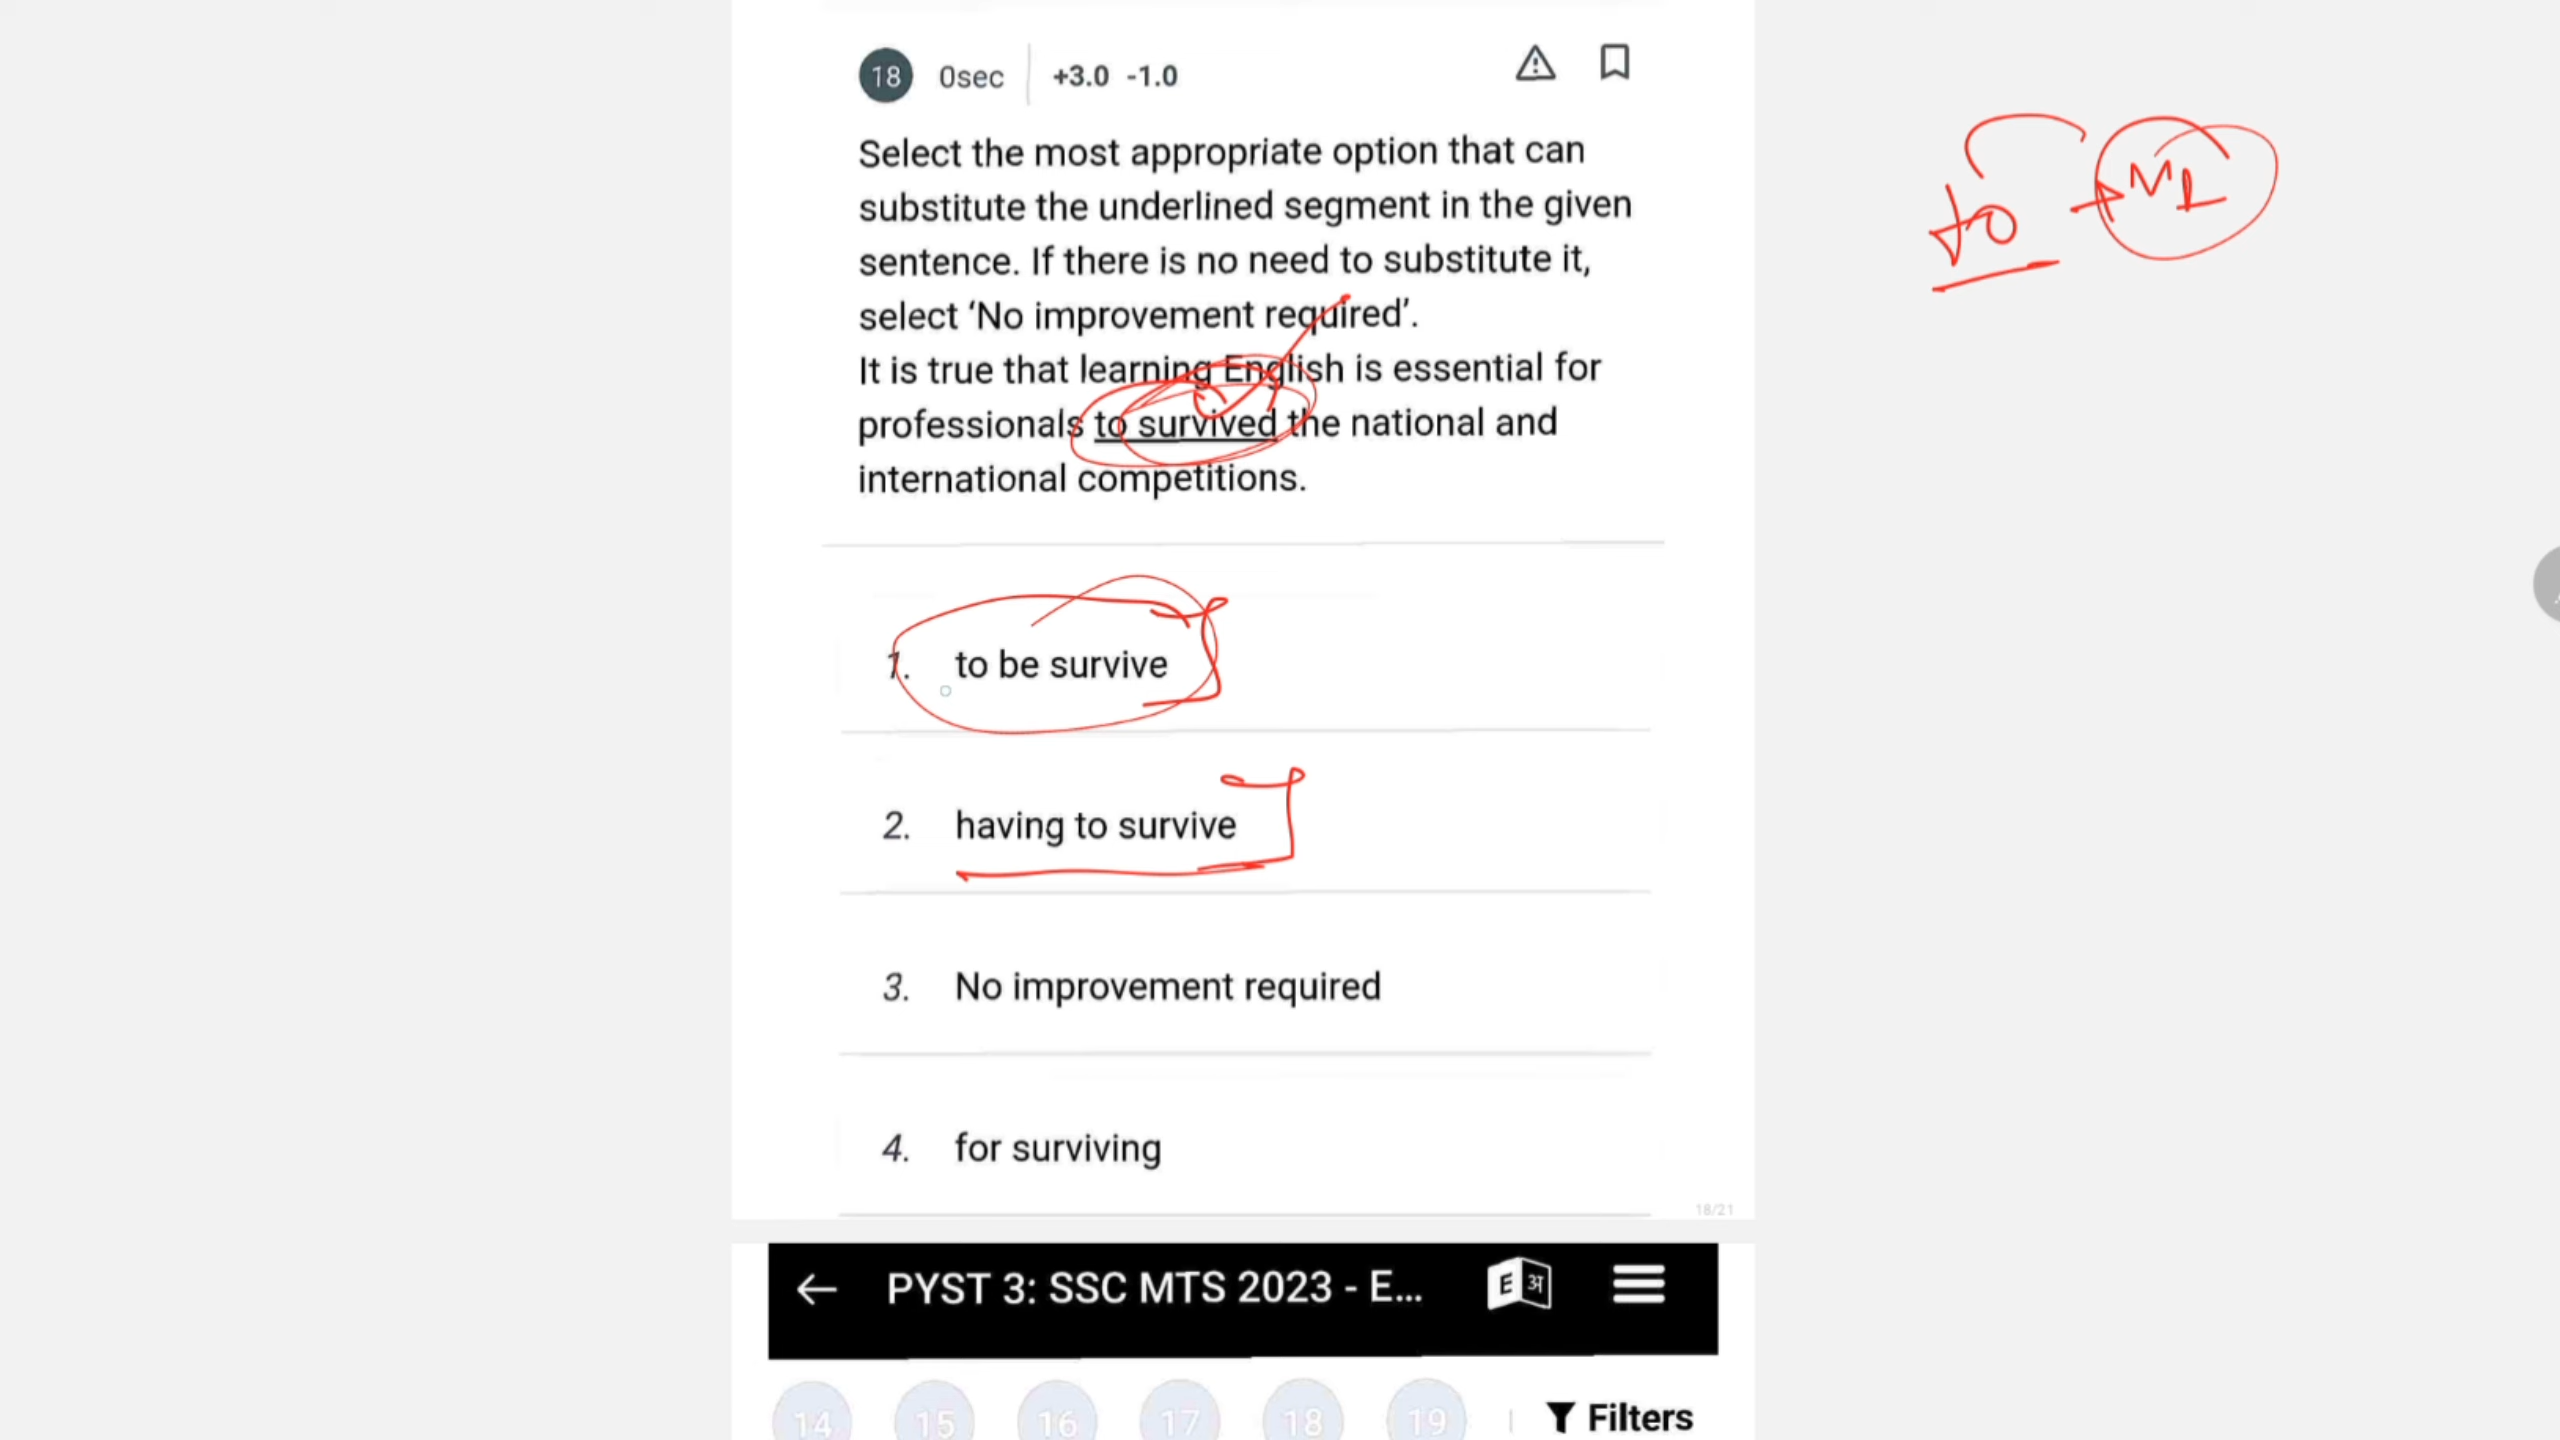 18 0sec +3.0 -1.0
Select the most appropriate option that can
substitute the underlined segment in the given
sentence. If there is no need to substitute it,
select ‘No improvement required’.
It is true that learning English is essential for
professionals to survived the national and
international competitions.
to + M1
1. to be survive
2. having to survive
3. No improvement required
4. for surviving
18/21
PYST 3: SSC MTS 2023 - E... E अ
14 15 16 17 18 19 Filters